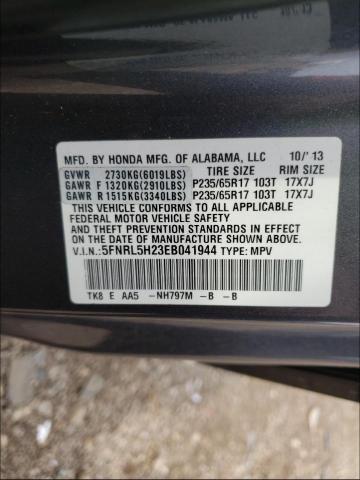 MFD. BY HONDA MFG. OF ALABAMA, LLC 10/'13
GVWR 2730KG(6019LBS) TIRE SIZE RIM SIZE
GAWR F 1320KG(2910LBS) P235/65R17 103T 17X7J
GAWR R 1515KG(3340LBS) P235/65R17 103T 17X7J
THIS VEHICLE CONFORMS TO ALL APPLICABLE
FEDERAL MOTOR VEHICLE SAFETY
AND THEFT PREVENTION STANDARDS IN EFFECT
ON THE DATE OF MANUFACTURE SHOWN ABOVE.
V.I.N.: 5FNRL5H23EB041944 TYPE: MPV
TK8 E AA5 -NH797M -B -B